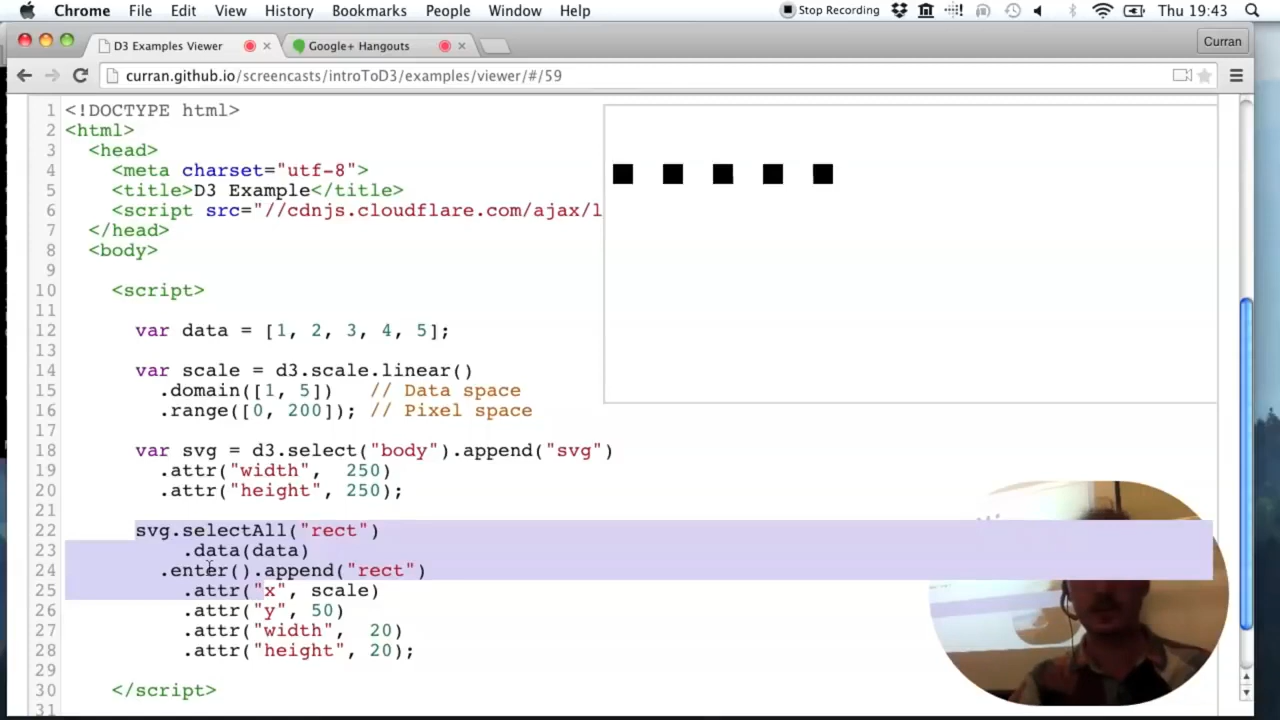 Chrome File Edit View History Bookmarks People Window Help Stop Recording Thu 19:43
D3 Examples Viewer Google+ Hangouts Curran
curran.github.io/screencasts/introToD3/examples/viewer/#/59
1 <!DOCTYPE html>
2 <html>
3 <head>
4 <meta charset="utf-8">
5 <title>D3 Example</title>
6 <script src="//cdnjs.cloudflare.com/ajax/l
7 </head>
8 <body>
9
10 <script>
11
12 var data = [1, 2, 3, 4, 5];
13
14 var scale = d3.scale.linear()
15 .domain([1, 5]) // Data space
16 .range([0, 200]); // Pixel space
17
18 var svg = d3.select("body").append("svg")
19 .attr("width", 250)
20 .attr("height", 250);
21
22 svg.selectAll("rect")
23 .data(data)
24 .enter().append("rect")
25 .attr("x", scale)
26 .attr("y", 50)
27 .attr("width", 20)
28 .attr("height", 20);
29
30 </script>
31